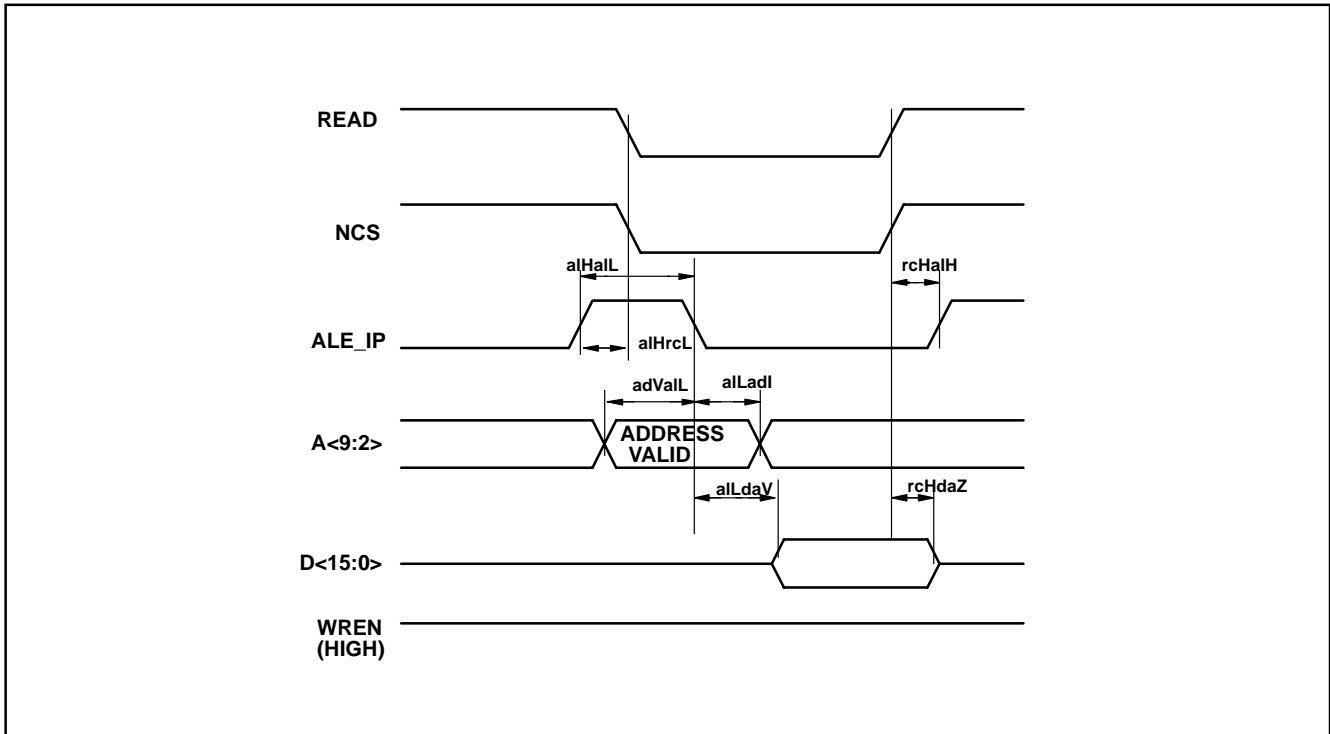 READ
NCS
alHalL
rcHalH
ALE_IP
alHrcL
adValL
alLadI
A<9:2>
ADDRESS
VALID
alLdaV
rcHdaZ
D<15:0>
WREN
(HIGH)